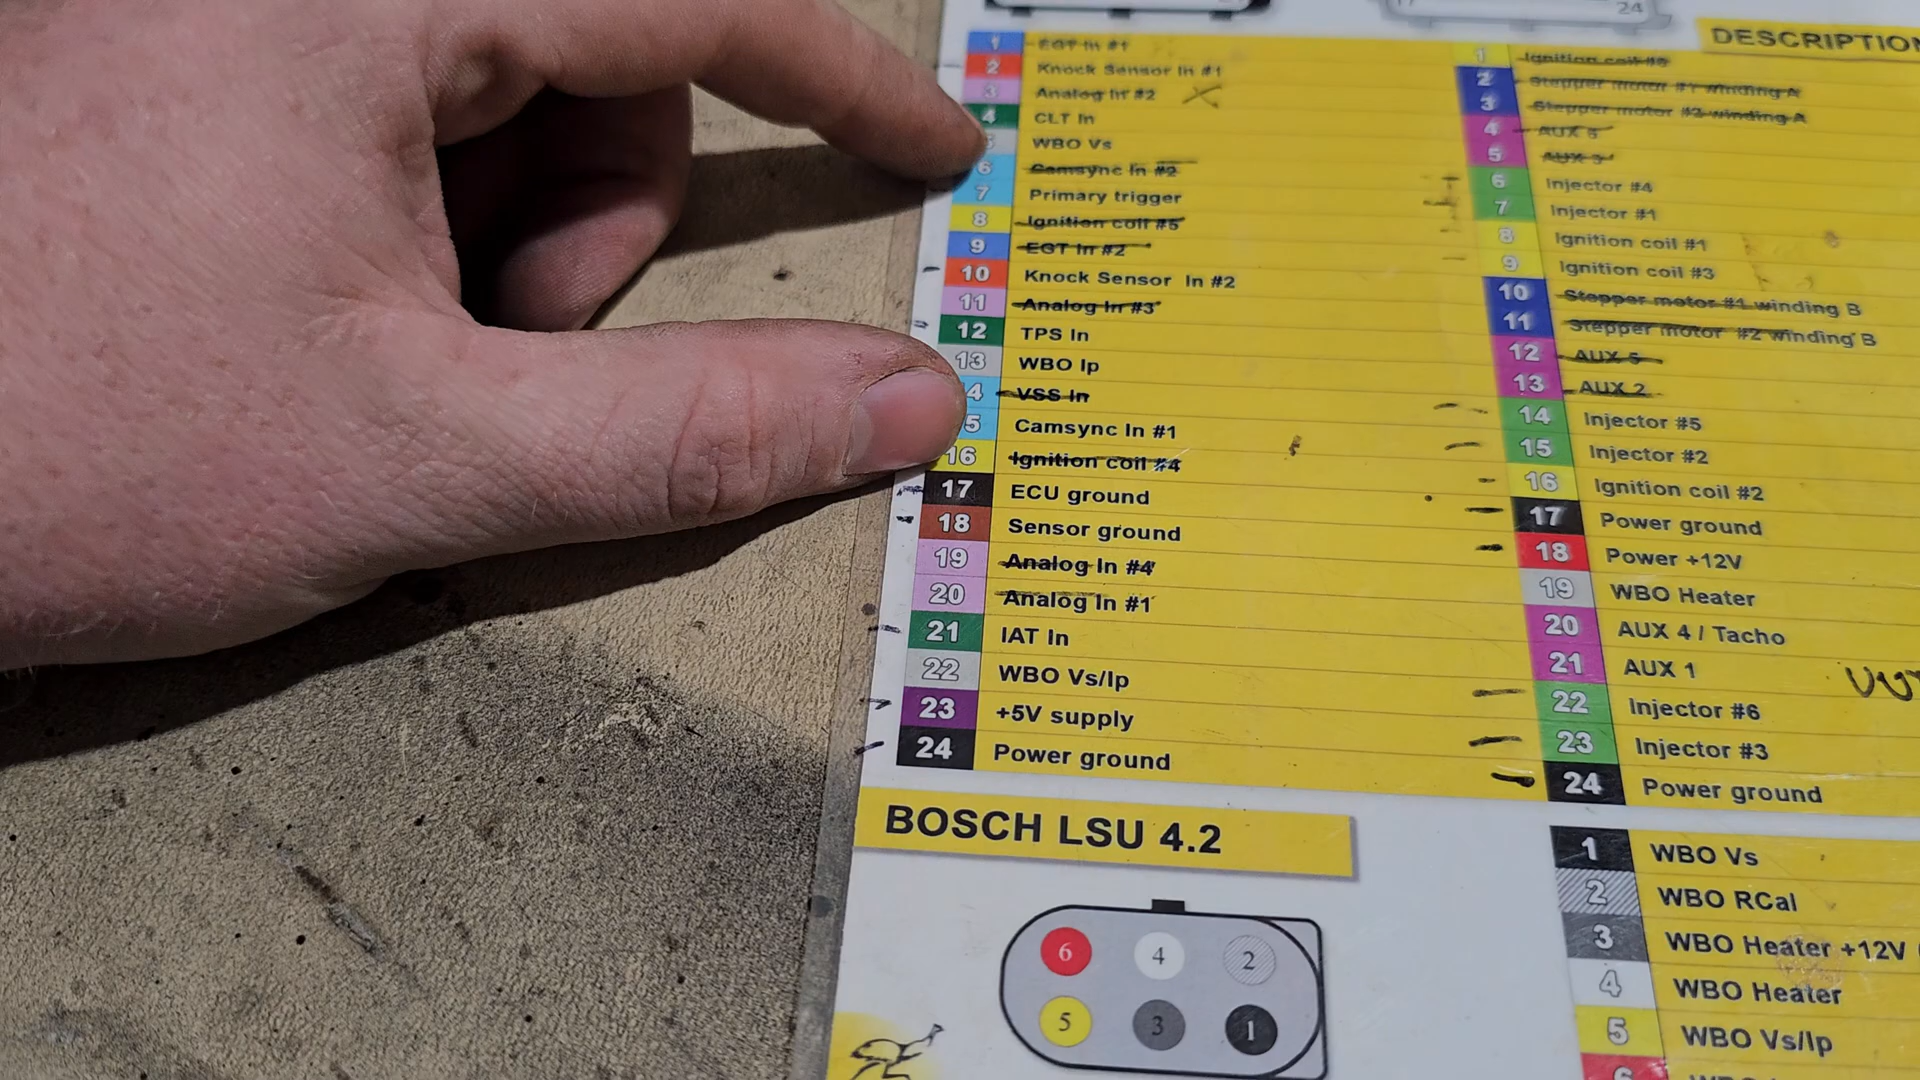 24
DESCRIPTION
1 EGT In #1
2 Knock Sensor In #1
3 Analog In #2
4 CLT In
WBO Vs
6 Camsync In #2
7 Primary trigger
8 Ignition coil #5
9 EGT In #2
10 Knock Sensor In #2
11 Analog In #3
12 TPS In
13 WBO Ip
4 VSS In
5 Camsync In #1
16 Ignition coil #4
17 ECU ground
18 Sensor ground
19 Analog In #4
20 Analog In #1
21 IAT In
22 WBO Vs/Ip
23 +5V supply
24 Power ground
1 Ignition coil
2 Stepper motor #1 winding A
3 Stepper motor #2 winding A
4 AUX 6
5 AUX 3
6 Injector #4
7 Injector #1
8 Ignition coil #1
9 Ignition coil #3
10 Stepper motor #1 winding B
11 Stepper motor #2 winding B
12 AUX 5
13 AUX 2
14 Injector #5
15 Injector #2
16 Ignition coil #2
17 Power ground
18 Power +12V
19 WBO Heater
20 AUX 4 / Tacho
21 AUX 1
22 Injector #6
23 Injector #3
24 Power ground
BOSCH LSU 4.2
6 4 2
5 3 1
1 WBO Vs
2 WBO RCal
3 WBO Heater +12V
4 WBO Heater
5 WBO Vs/Ip
6